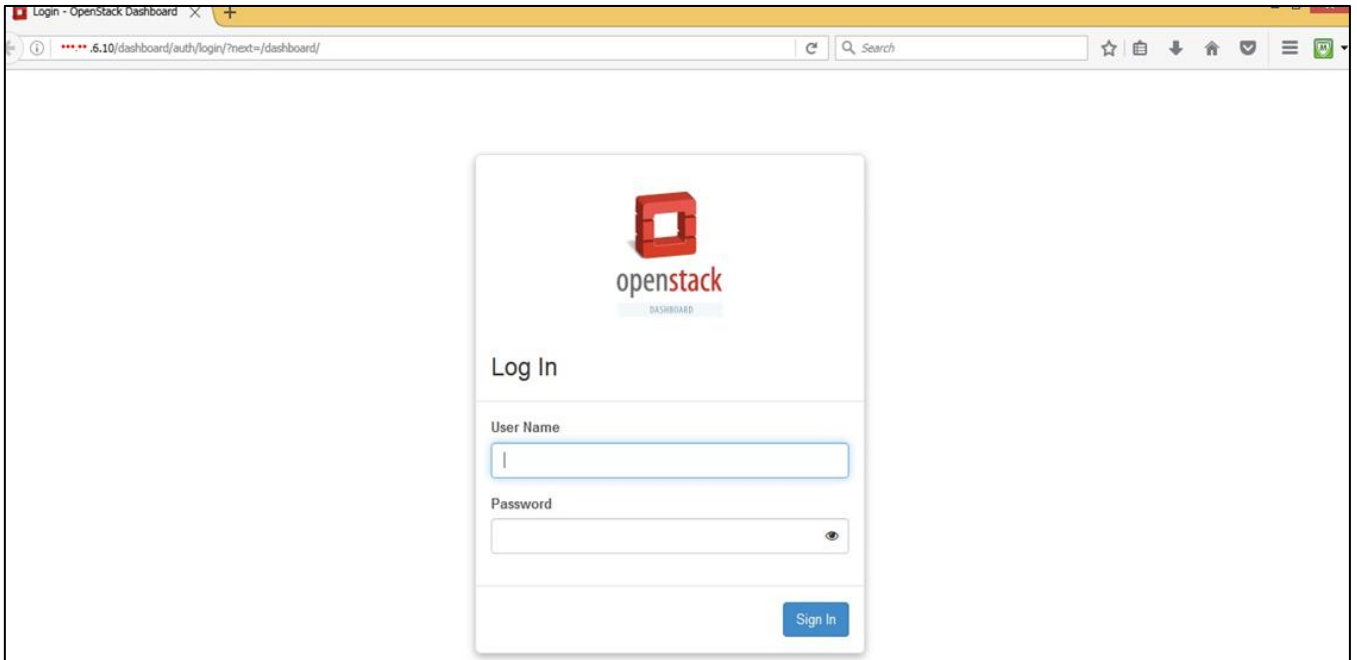 Login - OpenStack Dashboard
.6.10/dashboard/auth/login/?next=/dashboard/
Search
openstack
DASHBOARD
Log In
User Name
Password
Sign In